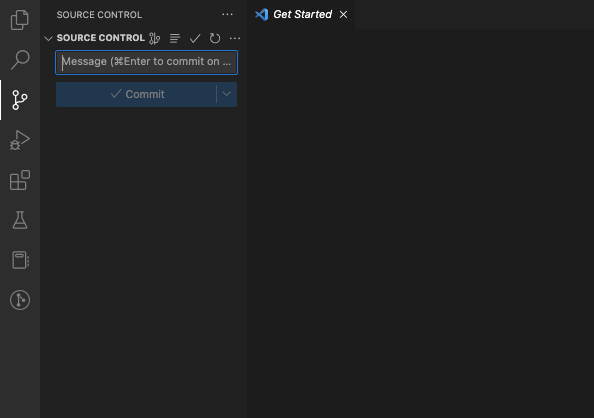 SOURCE CONTROL
SOURCE CONTROL
Message (⌘Enter to commit on ...
Commit
Get Started